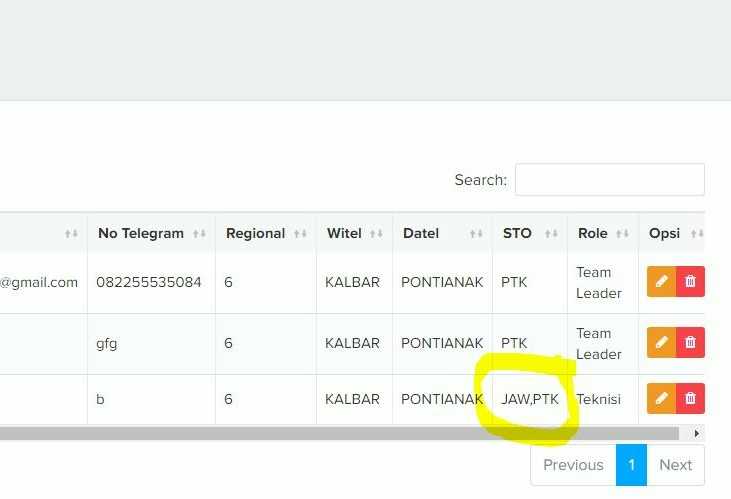 Search:
No Telegram Regional Witel Datel STO Role Opsi
@gmail.com 082255535084 6 KALBAR PONTIANAK PTK Team
Leader
gfg 6 KALBAR PONTIANAK PTK Team
Leader
b 6 KALBAR PONTIANAK JAW,PTK Teknisi
Previous 1 Next